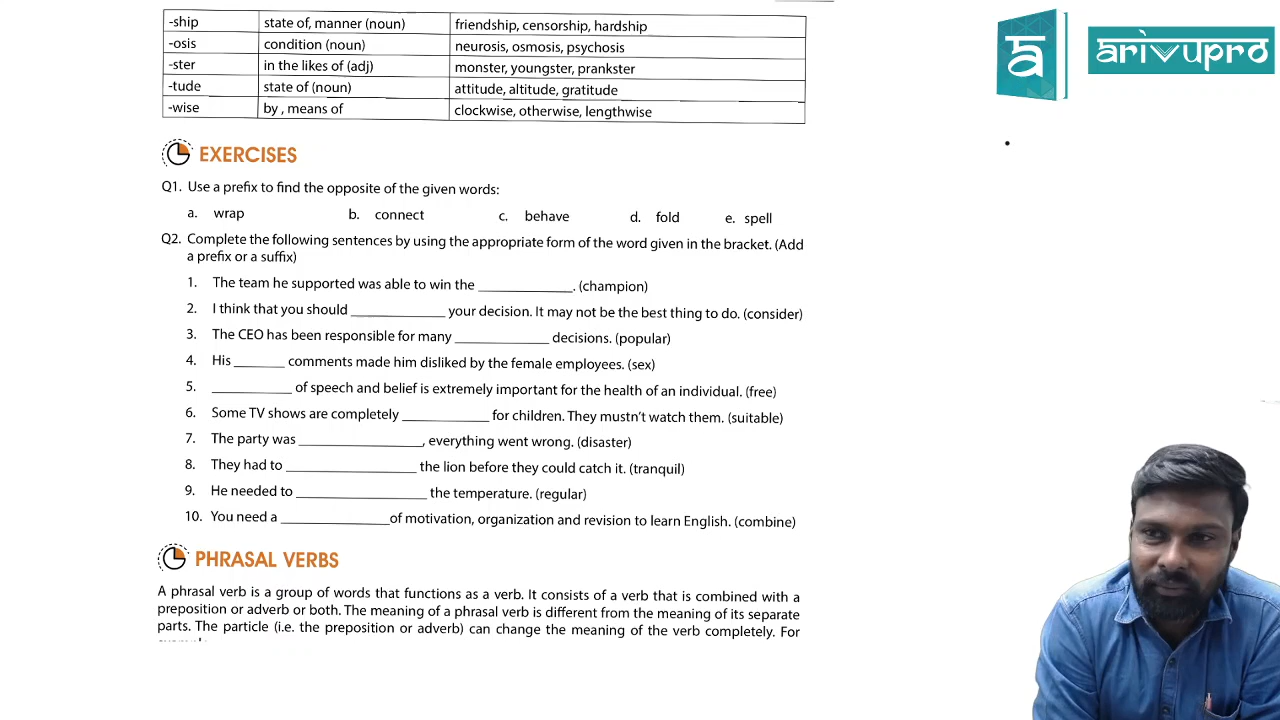 -ship state of, manner (noun) friendship, censorship, hardship
-osis condition (noun) neurosis, osmosis, psychosis
-ster in the likes of (adj) monster, youngster, prankster
-tude state of (noun) attitude, altitude, gratitude
-wise by , means of clockwise, otherwise, lengthwise
arivupro
EXERCISES
Q1. Use a prefix to find the opposite of the given words:
a. wrap b. connect c. behave d. fold e. spell
Q2. Complete the following sentences by using the appropriate form of the word given in the bracket. (Add
a prefix or a suffix)
1. The team he supported was able to win the ____________. (champion)
2. I think that you should ____________ your decision. It may not be the best thing to do. (consider)
3. The CEO has been responsible for many ____________ decisions. (popular)
4. His ______ comments made him disliked by the female employees. (sex)
5. __________ of speech and belief is extremely important for the health of an individual. (free)
6. Some TV shows are completely ___________ for children. They mustn't watch them. (suitable)
7. The party was ________________, everything went wrong. (disaster)
8. They had to ________________ the lion before they could catch it. (tranquil)
9. He needed to ________________ the temperature. (regular)
10. You need a ______________of motivation, organization and revision to learn English. (combine)
PHRASAL VERBS
A phrasal verb is a group of words that functions as a verb. It consists of a verb that is combined with a
preposition or adverb or both. The meaning of a phrasal verb is different from the meaning of its separate
parts. The particle (i.e. the preposition or adverb) can change the meaning of the verb completely. For